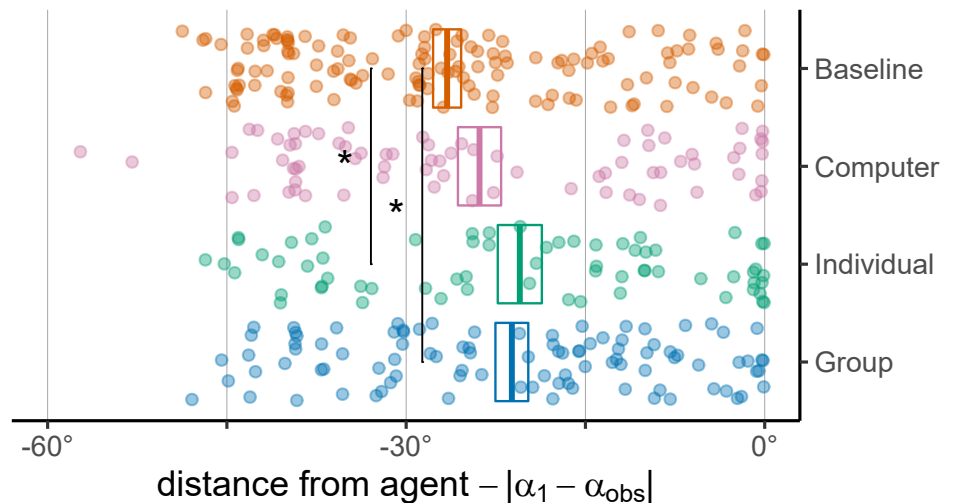 Baseline
Computer
*
*
Individual
Group
-60° -30° 0°
distance from agent −|α₁ − αobs|